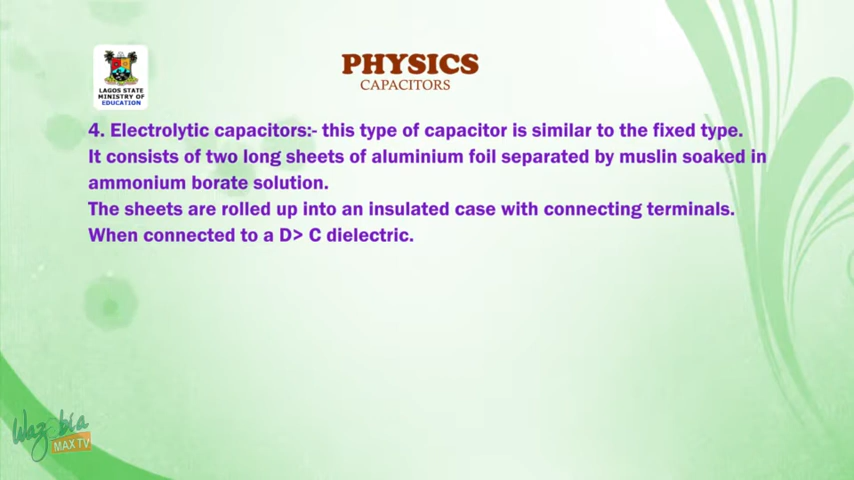 LAGOS STATE
MINISTRY OF
EDUCATION
PHYSICS
CAPACITORS
4. Electrolytic capacitors:- this type of capacitor is similar to the fixed type.
It consists of two long sheets of aluminium foil separated by muslin soaked in
ammonium borate solution.
The sheets are rolled up into an insulated case with connecting terminals.
When connected to a D> C dielectric.
Wazobia
MAX TV